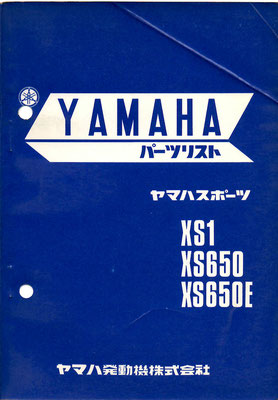 YAMAHA
パーツリスト
ヤマハスポーツ
XS1
XS650
XS650E
ヤマハ発動機株式会社